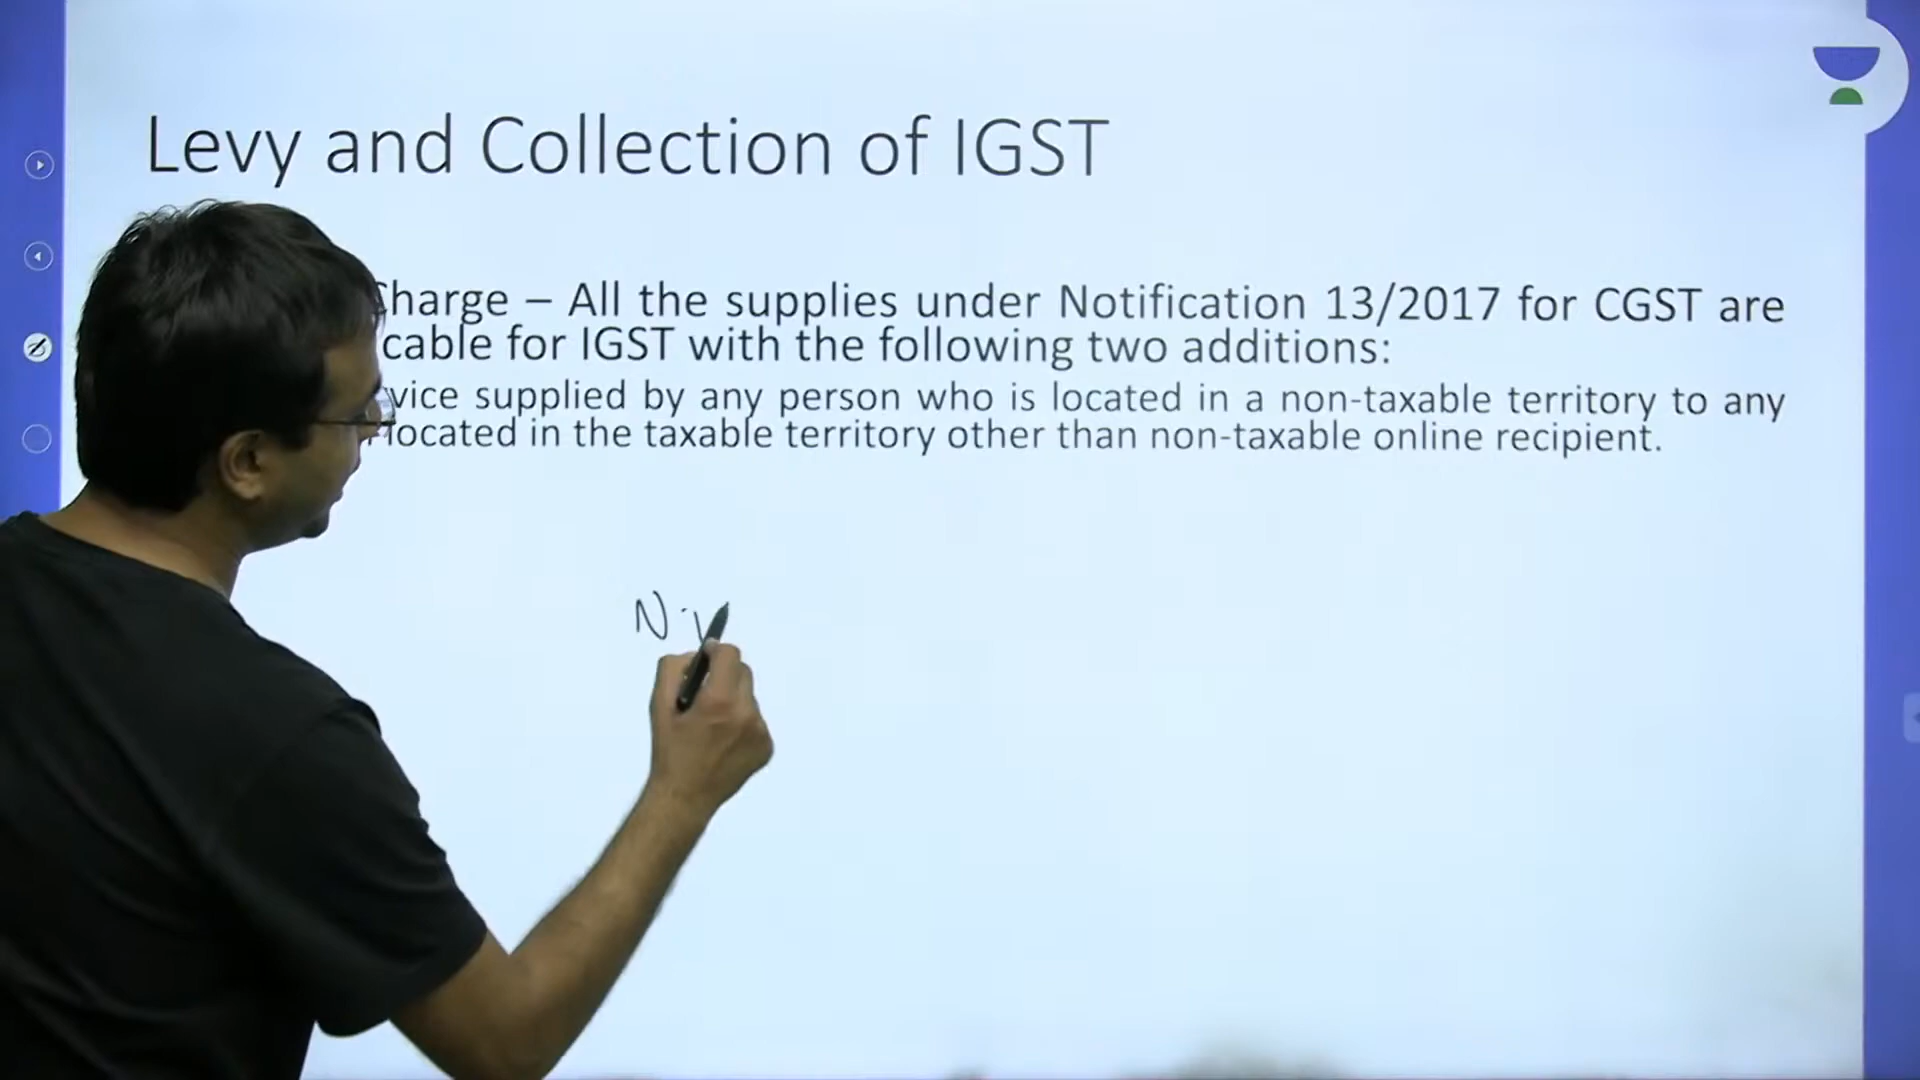 Levy and Collection of IGST
Charge – All the supplies under Notification 13/2017 for CGST are
cable for IGST with the following two additions:
vice supplied by any person who is located in a non-taxable territory to any
located in the taxable territory other than non-taxable online recipient.
N